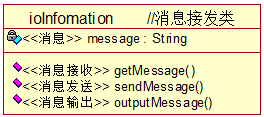 ioInfomation //消息接发类
<<消息>> message : String
<<消息接收>> getMessage()
<<消息发送>> sendMessage()
<<消息输出>> outputMessage()